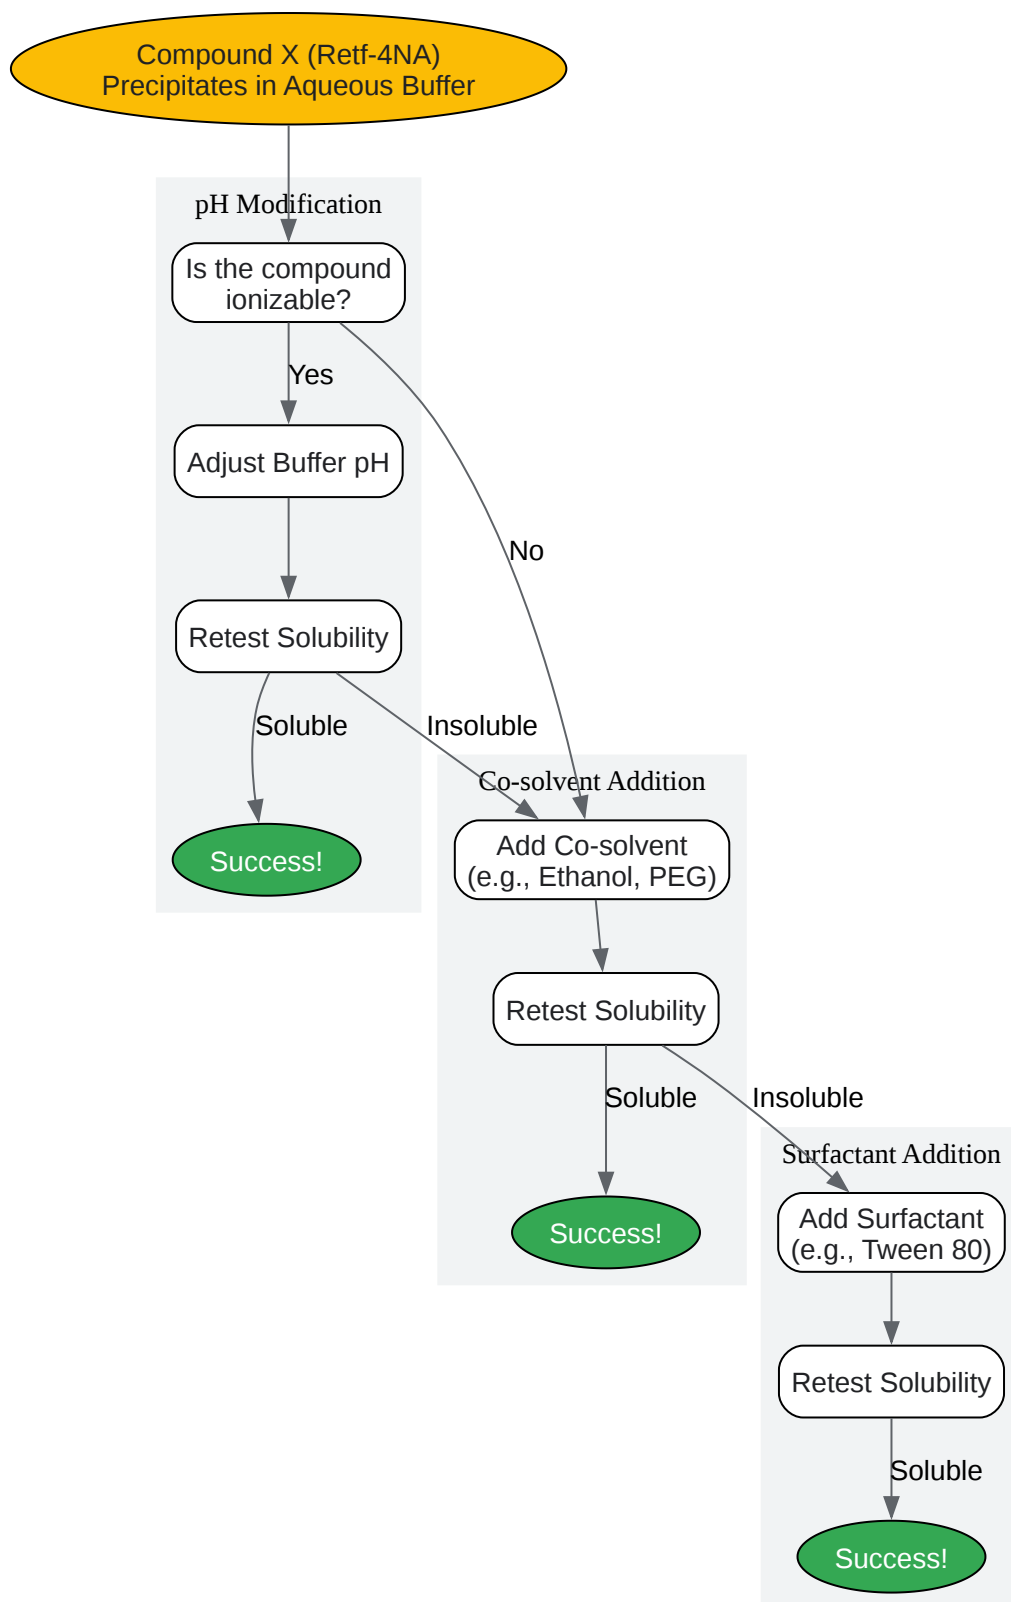 Compound X (Retf-4NA)
Precipitates in Aqueous Buffer
pH Modification
Is the compound
ionizable?
Yes
Adjust Buffer pH
No
Retest Solubility
Soluble
Insoluble
Co-solvent Addition
Add Co-solvent
(e.g., Ethanol, PEG)
Success!
Retest Solubility
Soluble
Insoluble
Surfactant Addition
Add Surfactant
(e.g., Tween 80)
Success!
Retest Solubility
Soluble
Success!